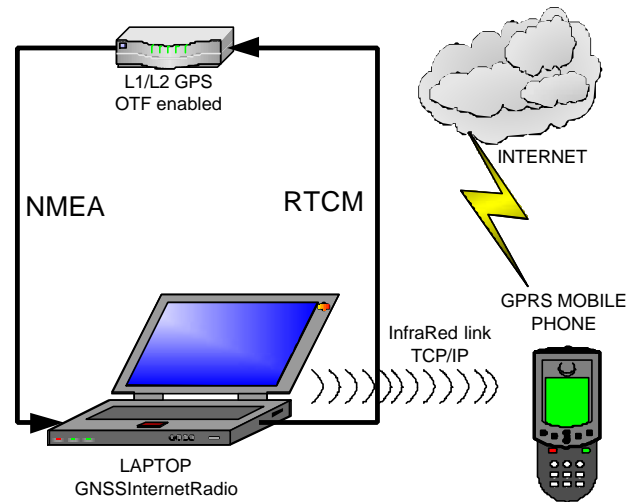 L1/L2 GPS
OTF enabled
INTERNET
NMEA
RTCM
GPRS MOBILE
PHONE
InfraRed link
TCP/IP
LAPTOP
GNSSInternetRadio